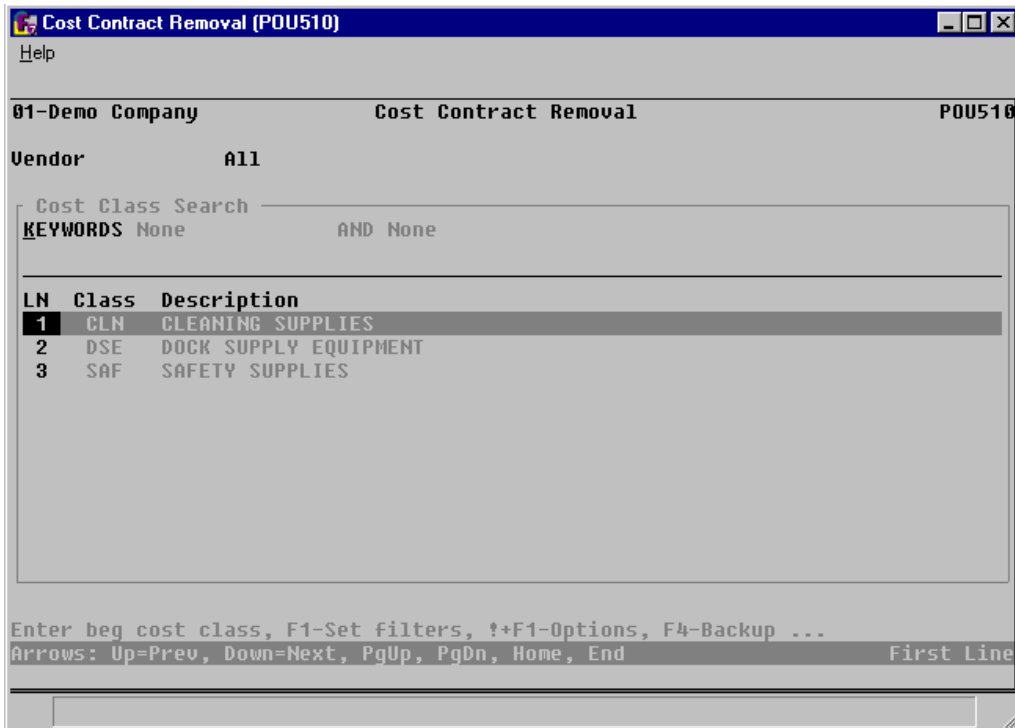 Cost Contract Removal (POU510)
Help
01-Demo Company Cost Contract Removal POU510
Vendor All
Cost Class Search
KEYWORDS None AND None
LN Class Description
1 CLN CLEANING SUPPLIES
2 DSE DOCK SUPPLY EQUIPMENT
3 SAF SAFETY SUPPLIES
Enter beg cost class, F1-Set filters, !+F1-Options, F4-Backup ...
Arrows: Up=Prev, Down=Next, PgUp, PgDn, Home, End First Line